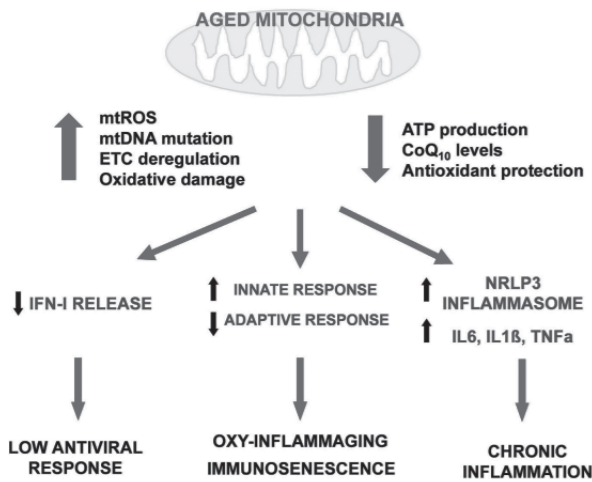 AGED MITOCHONDRIA
mtROS
mtDNA mutation
ETC deregulation
Oxidative damage
ATP production
CoQ10 levels
Antioxidant protection
IFN-I RELEASE
INNATE RESPONSE
ADAPTIVE RESPONSE
NRLP3
INFLAMMASOME
IL6, IL1ß, TNFa
LOW ANTIVIRAL
RESPONSE
OXY-INFLAMMAGING
IMMUNOSENESCENCE
CHRONIC
INFLAMMATION